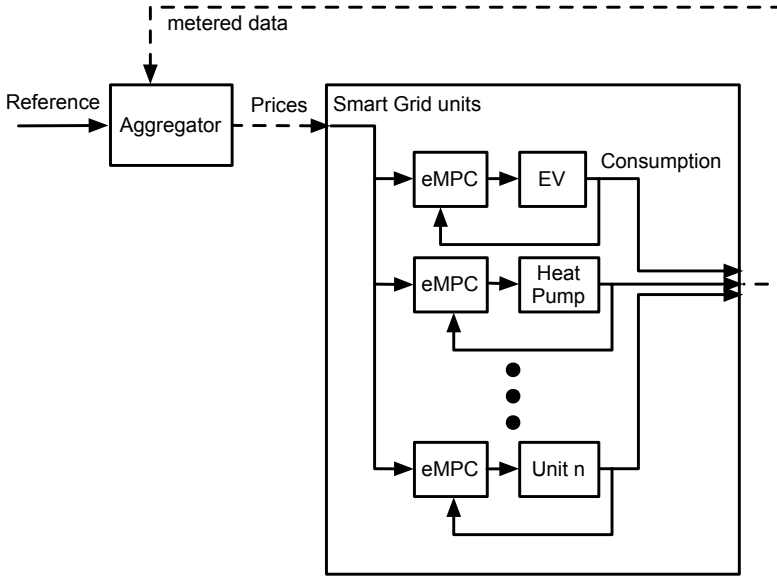 metered data
Reference
Aggregator
Prices
Smart Grid units
eMPC
EV
Consumption
eMPC
Heat
Pump
eMPC
Unit n